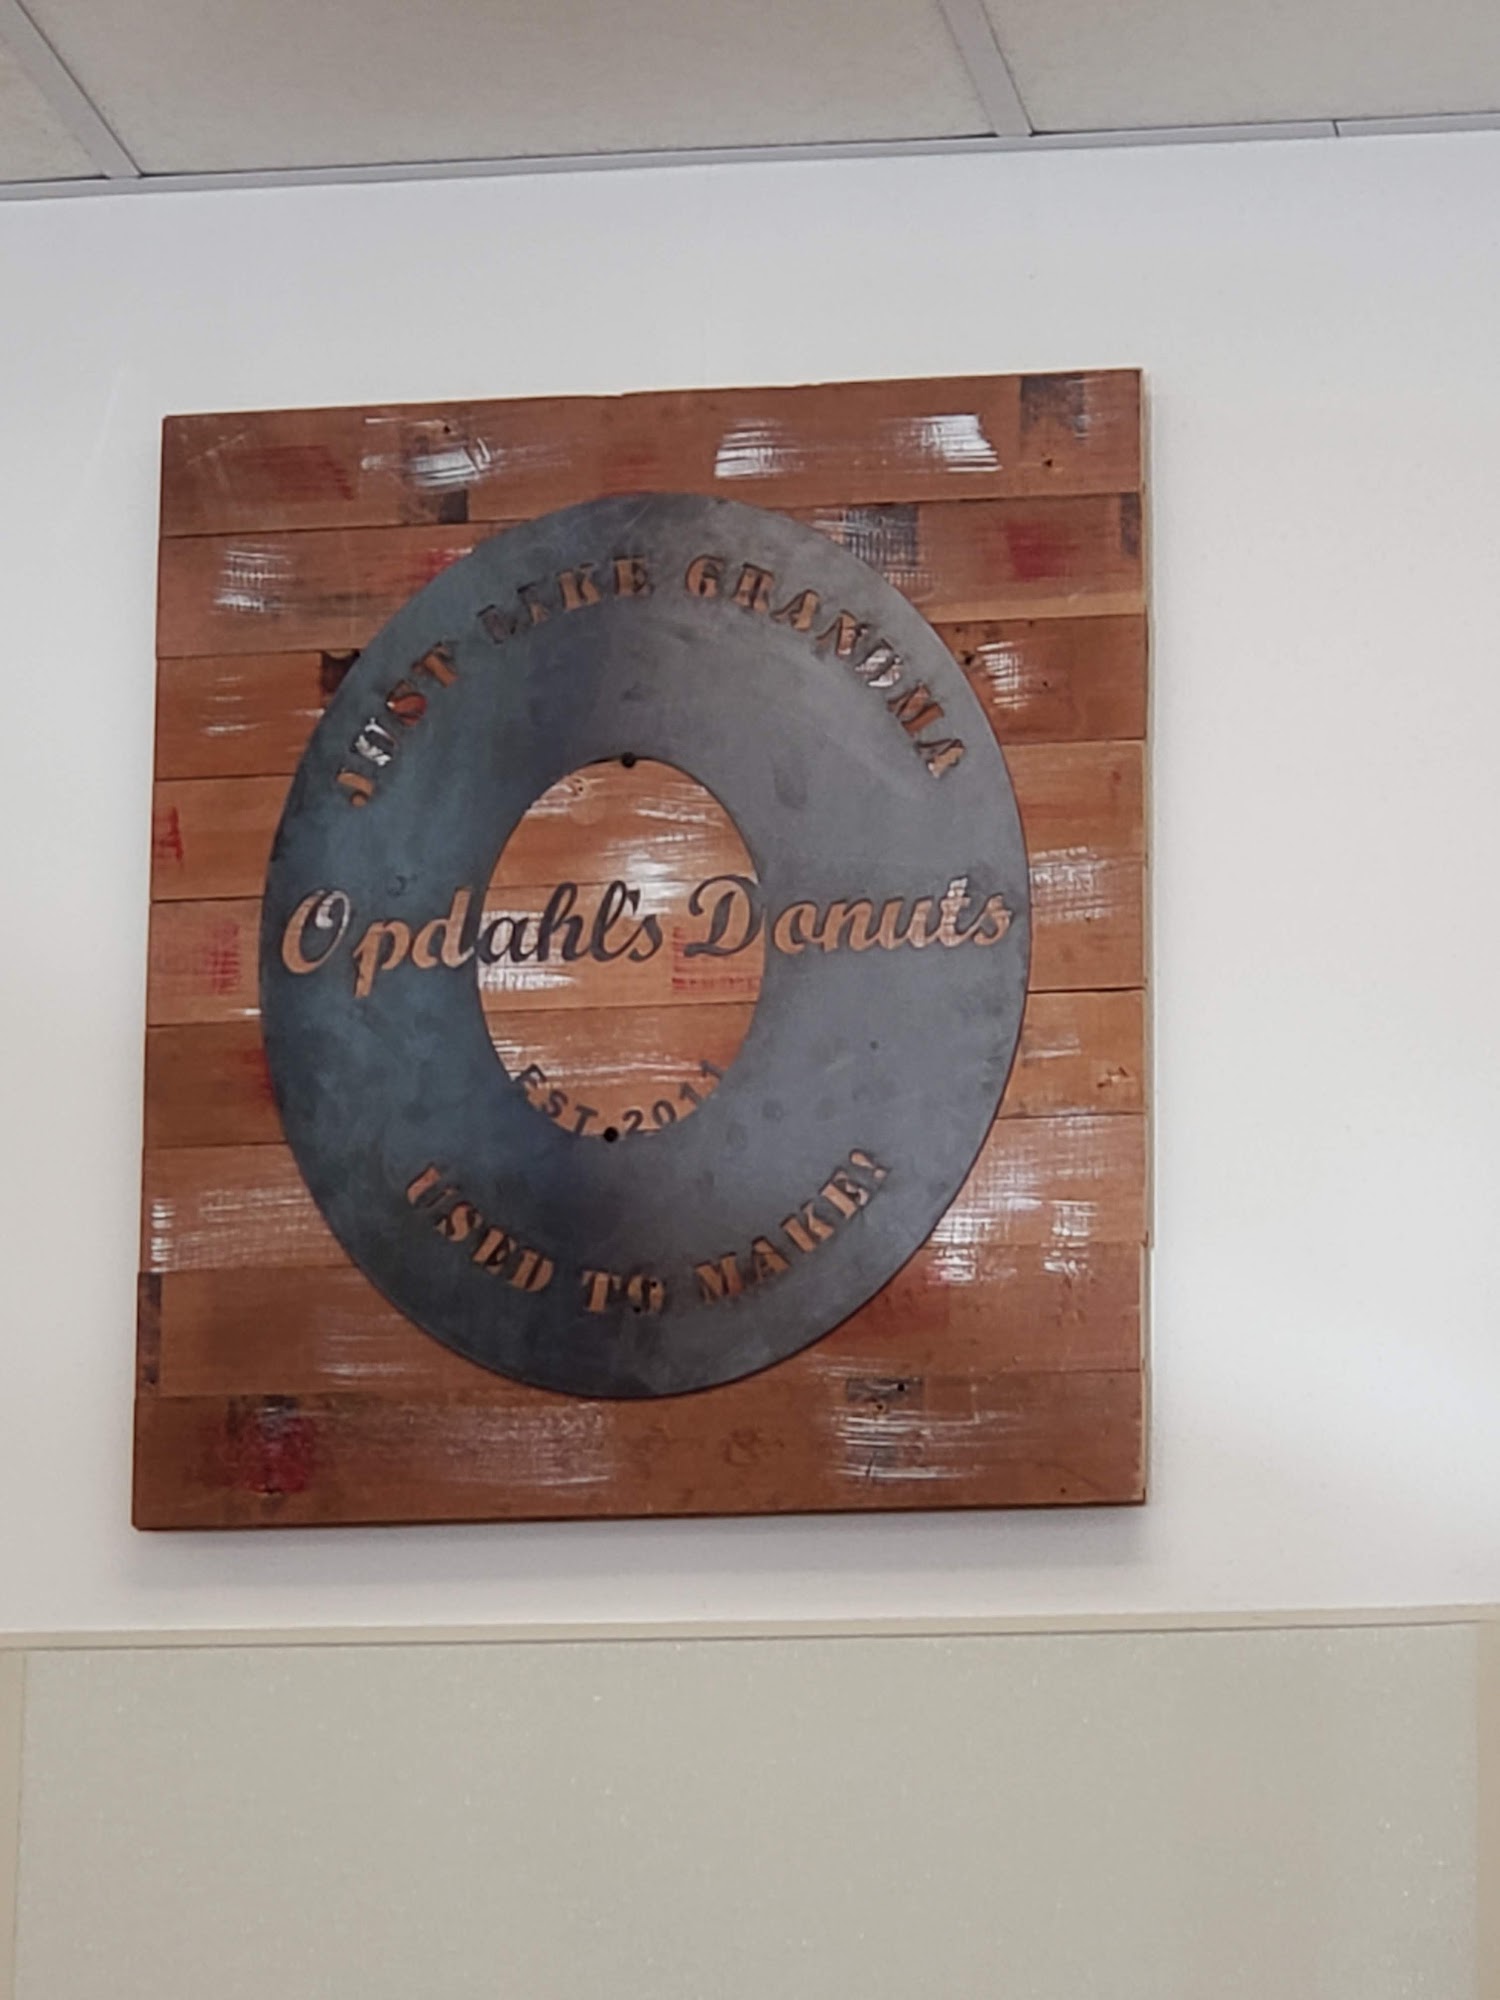 JUST LIKE GRANDMA
Opdahl's Donuts
EST. 2011
USED TO MAKE!